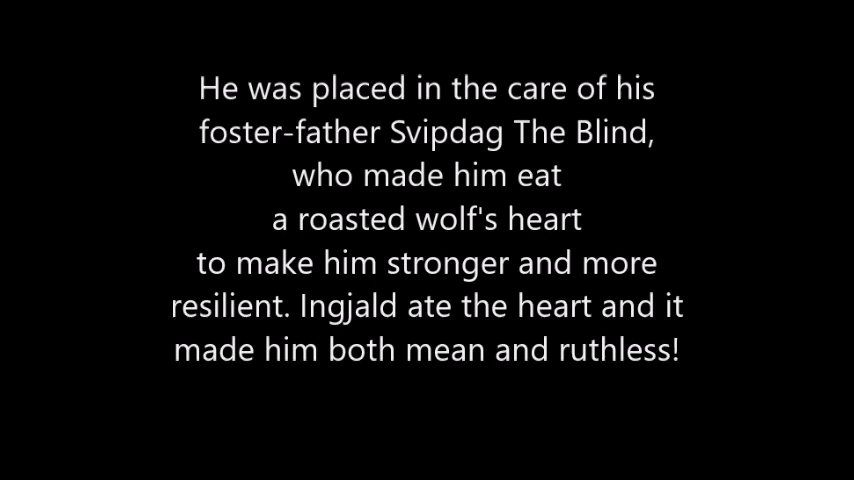 He was placed in the care of his
foster-father Svipdag The Blind,
who made him eat
a roasted wolf's heart
to make him stronger and more
resilient. Ingjald ate the heart and it
made him both mean and ruthless!